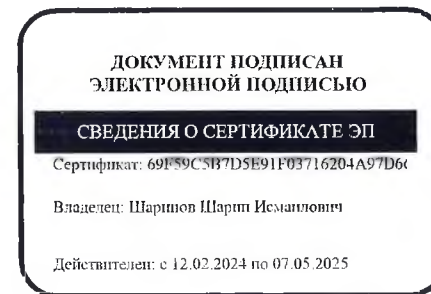 ДОКУМЕНТ ПОДПИСАН
ЭЛЕКТРОННОЙ ПОДПИСЬЮ
СВЕДЕНИЯ О СЕРТИФИКАТЕ ЭП
Сертификат:
Владелец: Шарипов Шарип Исмаилович
Действителен: с 12.02.2024 по 07.05.2025